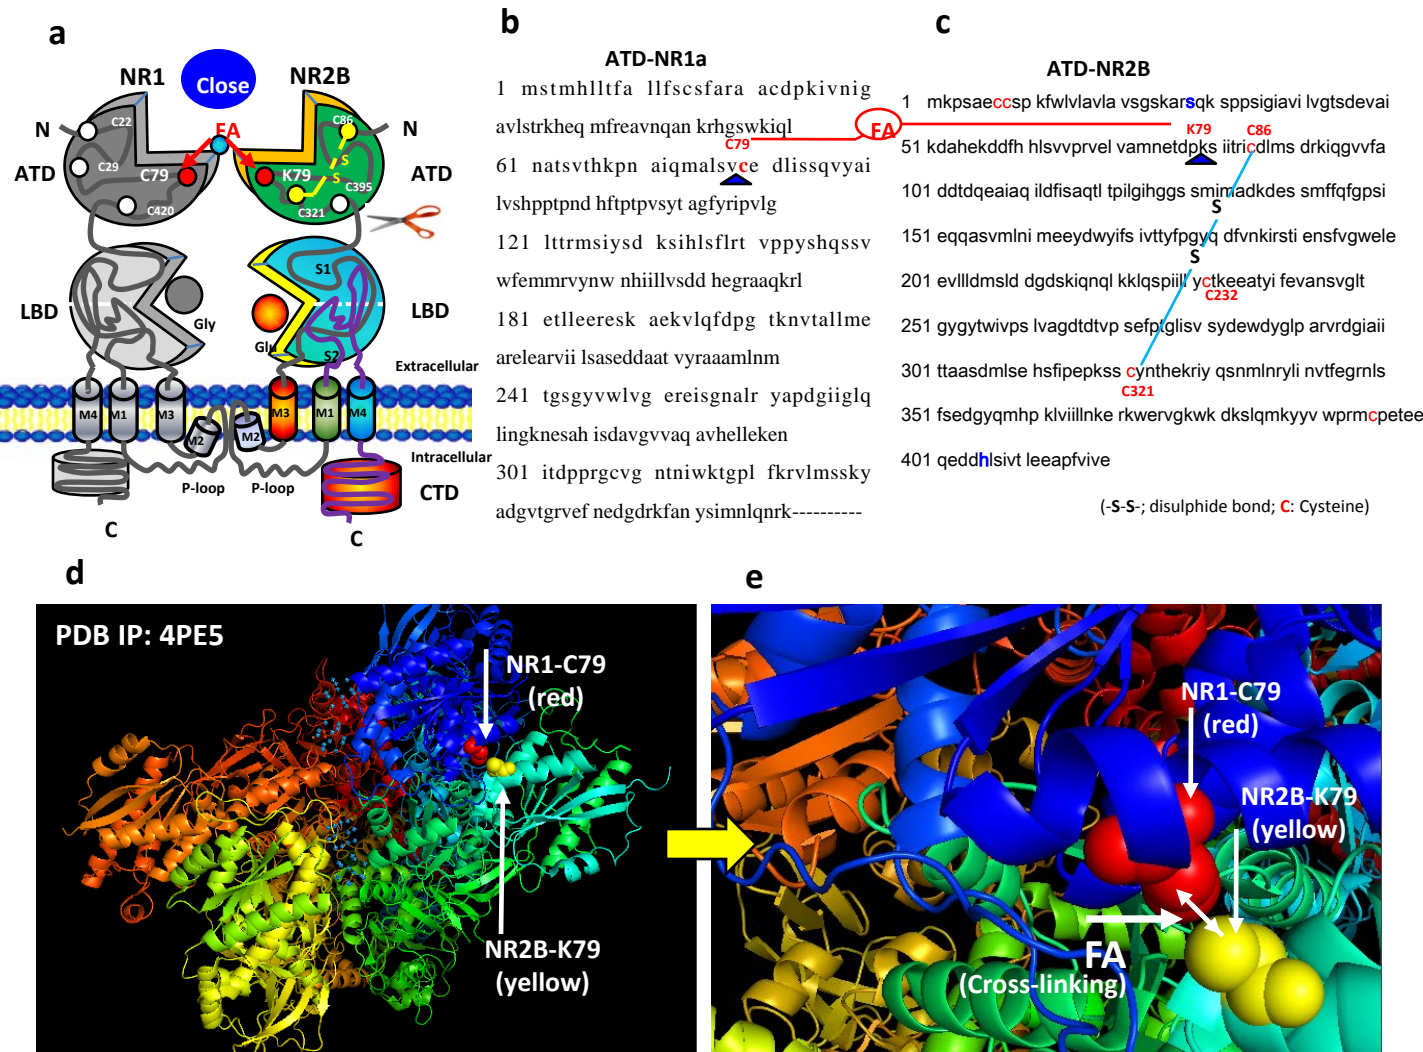 a
NR1
Close
NR2B
N
C22
FA
C86
N
S
ATD
C29
C79
K79
S
C395
ATD
C420
C321
S1
LBD
Gly
Glu
LBD
S2
Extracellular
M4
M1
M3
M2
M2
M3
M1
M4
Intracellular
P-loop
P-loop
CTD
C
C
b
ATD-NR1a
1 mstmhlltfa llfscsfara acdpkivnig
avlstrkheq mfreavnqan krhgswkiql
C79
FA
61 natsvthkpn aiqmalsvce dlissqvyai
lvshpptpnd hftptpvsyt agfyripvlg
121 lttrmsiysd ksihlsflrt vppyshqssv
wfemmrvynw nhiillvsdd hegraaqkrl
181 etlleeresk aekvlqfdpg tknvtallme
arelearvii lsaseddaat vyraaamlnm
241 tgsgyvwlvg ereisgnalr yapdgiiglq
lingknesah isdavgvvaq avhelleken
301 itdpprgcvg ntniwktgpl fkrvlmssky
adgvtgrvef nedgdrkfan ysimnlqnrk----------
c
ATD-NR2B
1 mkpsaeccsp kfwlvlavla vsgskarsqk sppsigiavi lvgtsdevai
K79
C86
51 kdahekddfh hlsvvprvel vamnetdpks iitricdlms drkiqgvvfa
101 ddtdqeaiaq ildfisaqtl tpilgihggs smimadkdes smffqfgpsi
S
151 eqqasvmlni meeydwyifs ivttyfpgyq dfvnkirsti ensfvgwele
S
201 evllldmsld dgdskiqnql kklqspiill yctkeeatyi fevansvglt
C232
251 gygytwivps lvagdtdtvp sefptglisv sydewdyglp arvrdgiaii
301 ttaasdmlse hsfipepkss cynthekriy qsnmlnryli nvtfegrnls
C321
351 fsedgyqmhp klviillnke rkwervgkwk dkslqmkyyv wprmcpetee
401 qeddhlsivt leeapfvive
(-S-S-; disulphide bond; C: Cysteine)
d
PDB IP: 4PE5
NR1-C79
(red)
NR2B-K79
(yellow)
e
NR1-C79
(red)
NR2B-K79
(yellow)
FA
(Cross-linking)